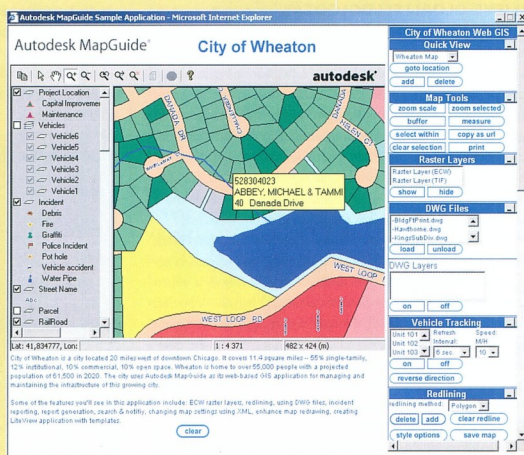 Autodesk MapGuide Sample Application - Microsoft Internet Explorer
Autodesk MapGuide®
City of Wheaton
autodesk®
Project Location
Capital Improvemen
Maintenance
Vehicles
Vehicle6
Vehicle5
Vehicle4
Vehicle3
Vehicle2
Vehicle1
Incident
Debris
Fire
Graffiti
Police Incident
Pot hole
Vehicle accident
Water Pipe
Street Name
Abc
Parcel
RailRoad
DANADA DR
DANADA
HELEN CT
528304023
ABBEY, MICHAEL & TAMMI
40 Danada Drive
WEST LOOP RD
WEST LOOP
Lat: 41,834777, Lon:
1 : 4 371
482 x 424 (m)
City of Wheaton is a city located 20 miles west of downtown Chicago. It covers 11.4 square miles – 55% single-family,
12% institutional, 10% commercial, 10% open space. Wheaton is home to over 55,000 people with a projected
population of 61,500 in 2020. The city uses Autodesk MapGuide as its web-based GIS application for managing and
maintaining the infrastructure of this growing city.
Some of the features you'll see in this application include: ECW raster layers, redlining, using DWG files, incident
reporting, report generation, search & notifiy, changing map settings using XML, enhance map redrawing, creating
LiteView application with templates.
clear
City of Wheaton Web GIS
Quick View
Wheaton Map
goto location
add delete
Map Tools
zoom scale zoom selected
buffer measure
select within copy as url
clear selection print
Raster Layers
Raster Layer (ECW)
Raster Layer (TIF)
show hide
DWG Files
-BldgFtPrint.dwg
-Hawthorne.dwg
-KingsSubDiv.dwg
load unload
DWG Layers
on off
Vehicle Tracking
Unit 101 Refresh Speed
Unit 102 Interval: M/H
Unit 103 6 sec. 10
on off
reverse direction
Redlining
redlining method: Polygon
delete add clear redline
style options save map